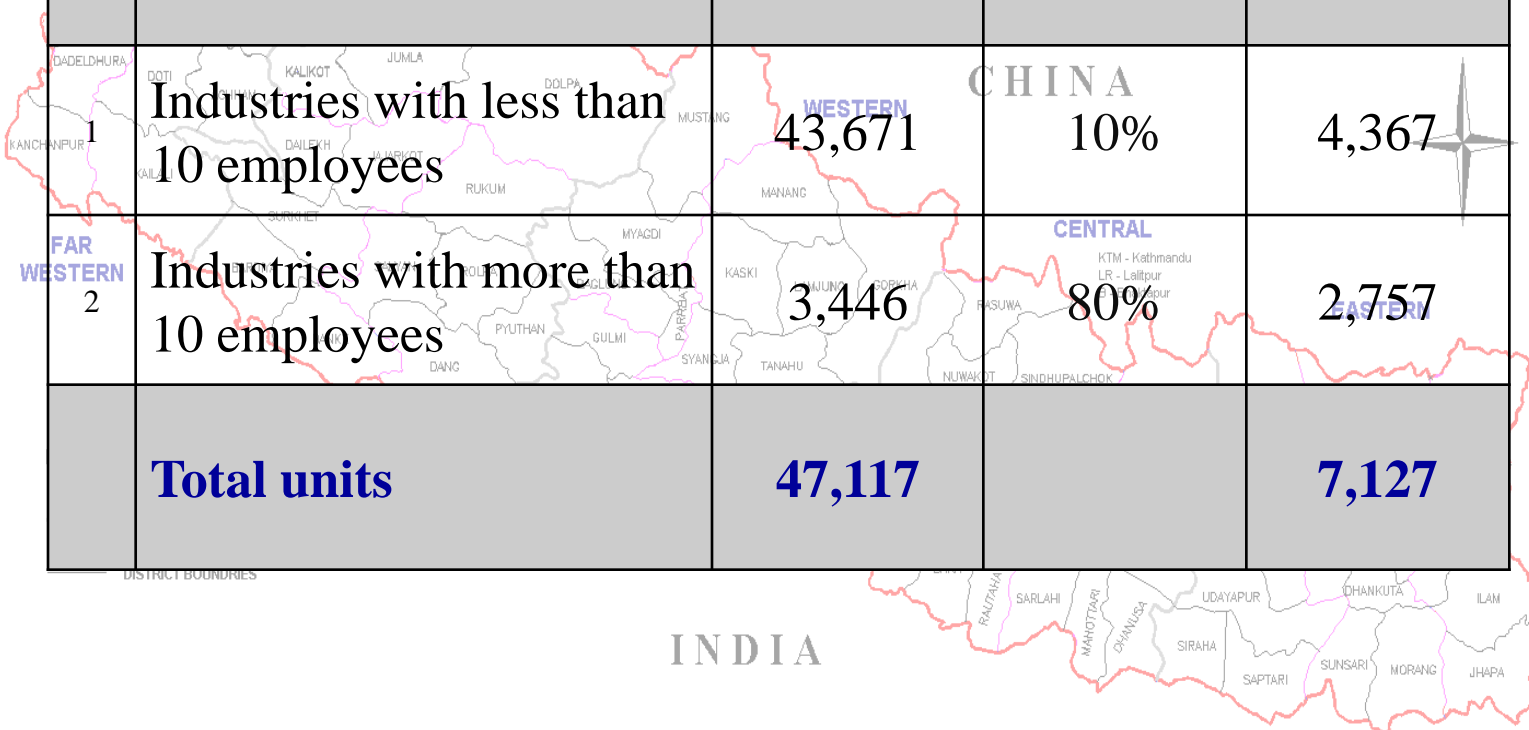 DADELDHURA
DOTI
KALIKOT
JUMLA
DOLPA
MUSTANG
WESTERN
CHINA
1
Industries with less than
10 employees
43,671
10%
4,367
KANCHANPUR
DAILEKH
JAJARKOT
RUKUM
MANANG
SURKHET
FAR
WESTERN
MYAGDI
CENTRAL
KTM - Kathmandu
LR - Lalitpur
2
Industries with more than
10 employees
3,446
80%
2,757
KASKI
LAMJUNG
GORKHA
RASUWA
EASTERN
PYUTHAN
GULMI
SYANGJA
DANG
TANAHU
NUWAKOT
SINDHUPALCHOK
Total units
47,117
7,127
DISTRICT BOUNDRIES
SARLAHI
MAHOTTARI
DHANUSA
UDAYAPUR
DHANKUTA
ILAM
SIRAHA
INDIA
SAPTARI
SUNSARI
MORANG
JHAPA